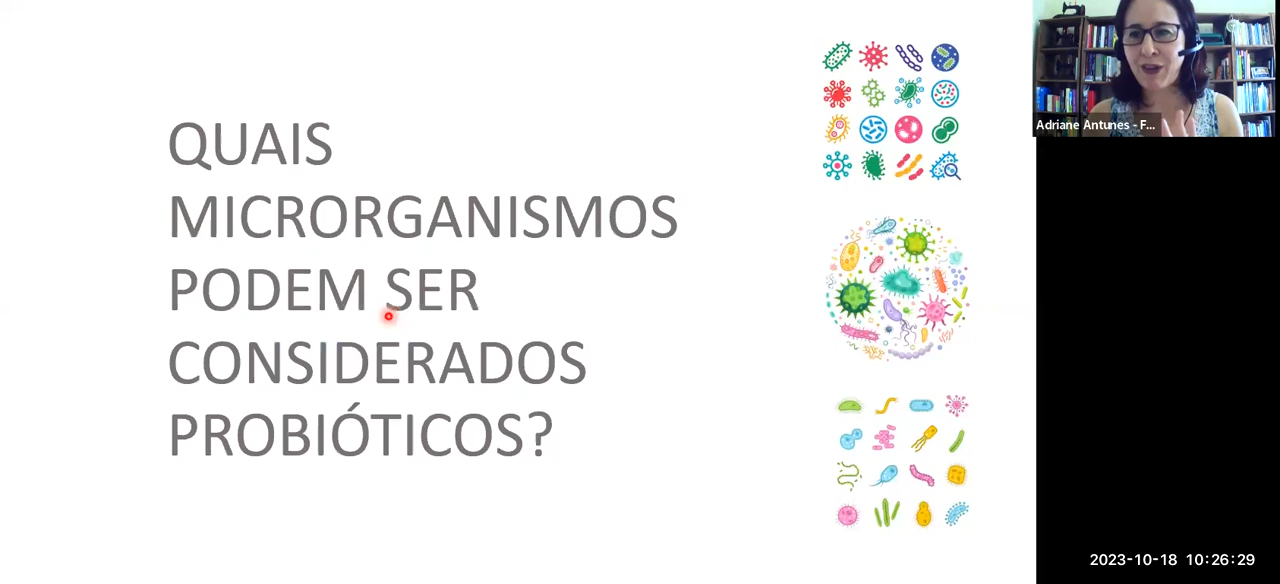 QUAIS
MICRORGANISMOS
PODEM SER
CONSIDERADOS
PROBIÓTICOS?
Adriane Antunes - F...
2023-10-18 10:26:29